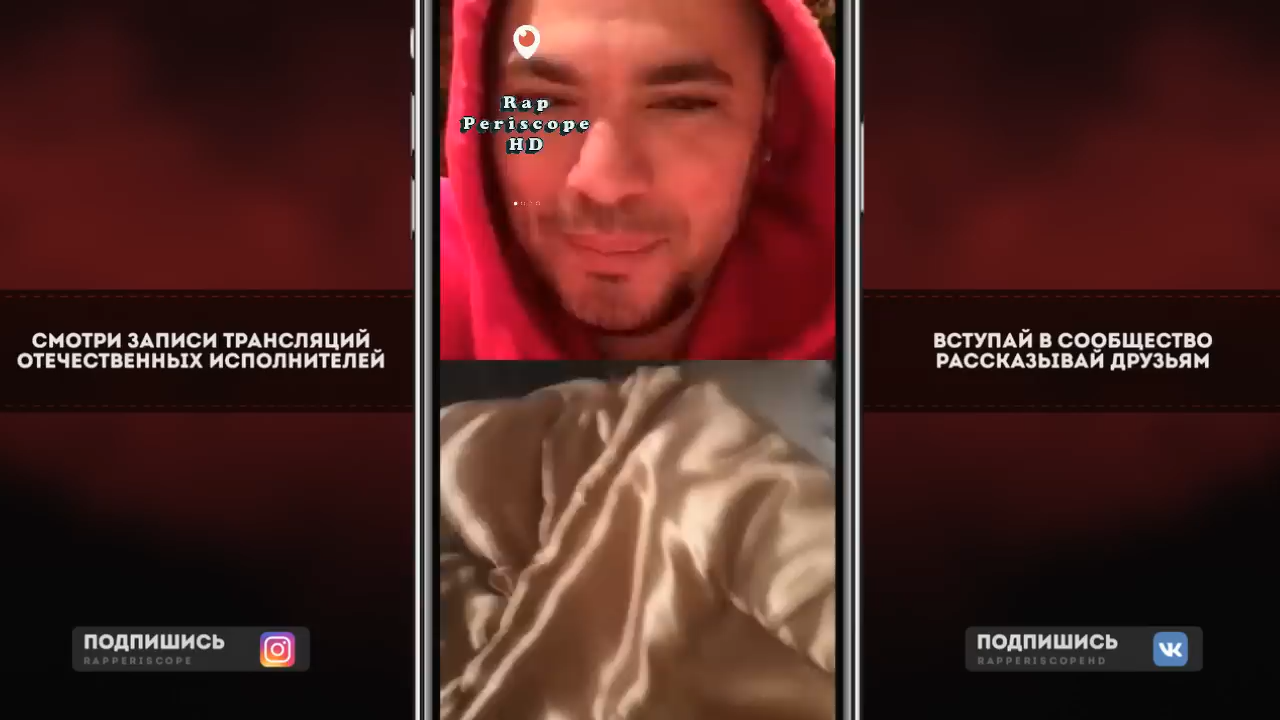 Rap
Periscope
HD
СМОТРИ ЗАПИСИ ТРАНСЛЯЦИЙ
ОТЕЧЕСТВЕННЫХ ИСПОЛНИТЕЛЕЙ
ВСТУПАЙ В СООБЩЕСТВО
РАССКАЗЫВАЙ ДРУЗЬЯМ
ПОДПИШИСЬ
RAPPERISCOPE
ПОДПИШИСЬ
RAPPERISCOPEHD